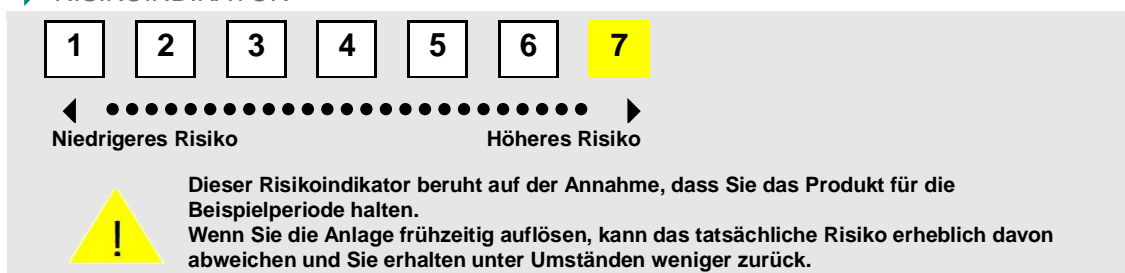 RISIKOINDIKATOR
1 2 3 4 5 6 7
Niedrigeres Risiko Höheres Risiko
Dieser Risikoindikator beruht auf der Annahme, dass Sie das Produkt für die
Beispielperiode halten.
Wenn Sie die Anlage frühzeitig auflösen, kann das tatsächliche Risiko erheblich davon
abweichen und Sie erhalten unter Umständen weniger zurück.